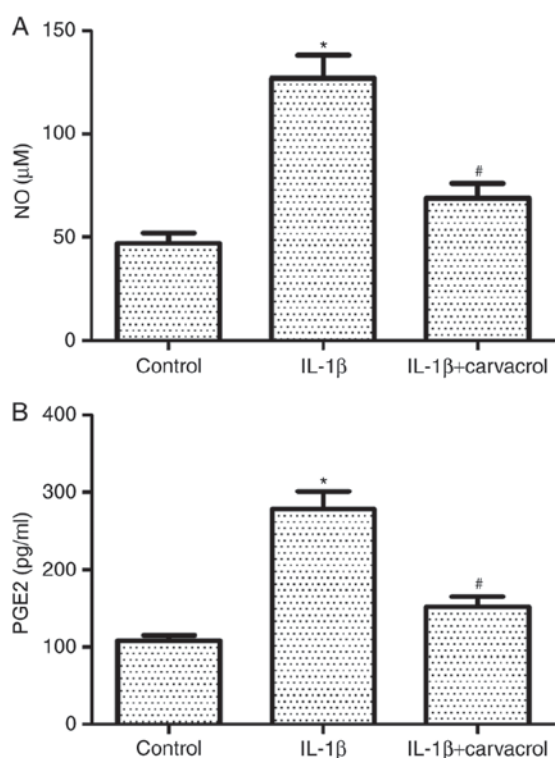 A
NO (μM)
150
*
100
#
50
0
Control IL-1β IL-1β+carvacrol
B
PGE2 (pg/ml)
400
*
300
200
#
100
0
Control IL-1β IL-1β+carvacrol